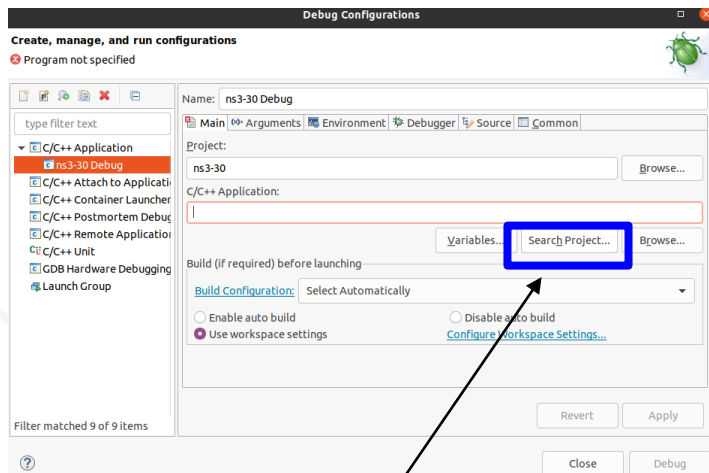 Debug Configurations
Create, manage, and run configurations
Program not specified
type filter text
C/C++ Application
ns3-30 Debug
C/C++ Attach to Applicati
C/C++ Container Launcher
C/C++ Postmortem Debug
C/C++ Remote Application
C/C++ Unit
GDB Hardware Debugging
Launch Group
Filter matched 9 of 9 items
Name: ns3-30 Debug
Main Arguments Environment Debugger Source Common
Project:
ns3-30 Browse...
C/C++ Application:
Variables... Search Project... Browse...
Build (if required) before launching
Build Configuration: Select Automatically
Enable auto build Disable auto build
Use workspace settings Configure Workspace Settings...
Revert Apply
Close Debug